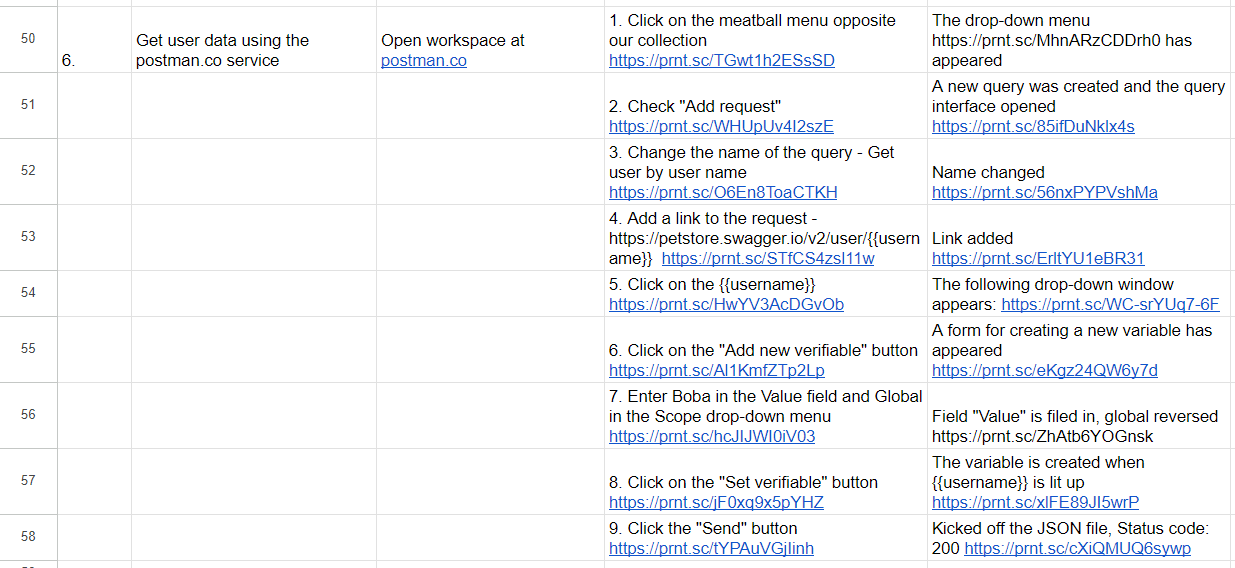 50
6.
Get user data using the
postman.co service
Open workspace at
postman.co
1. Click on the meatball menu opposite
our collection
https://prnt.sc/TGwt1h2ESsSD
The drop-down menu
https://prnt.sc/MhnARzCDDrh0 has
appeared
51
2. Check "Add request"
https://prnt.sc/WHUpUv4I2szE
A new query was created and the query
interface opened
https://prnt.sc/85ifDuNklx4s
52
3. Change the name of the query - Get
user by user name
https://prnt.sc/O6En8ToaCTKH
Name changed
https://prnt.sc/56nxPYPVshMa
53
4. Add a link to the request -
https://petstore.swagger.io/v2/user/{{usern
ame}}  https://prnt.sc/STfCS4zsI11w
Link added
https://prnt.sc/ErltYU1eBR31
54
5. Click on the {{username}}
https://prnt.sc/HwYV3AcDGvOb
The following drop-down window
appears: https://prnt.sc/WC-srYUq7-6F
55
6. Click on the "Add new verifiable" button
https://prnt.sc/Al1KmfZTp2Lp
A form for creating a new variable has
appeared
https://prnt.sc/eKgz24QW6y7d
56
7. Enter Boba in the Value field and Global
in the Scope drop-down menu
https://prnt.sc/hcJIJWI0iV03
Field "Value" is filed in, global reversed
https://prnt.sc/ZhAtb6YOGnsk
57
8. Click on the "Set verifiable" button
https://prnt.sc/jF0xq9x5pYHZ
The variable is created when
{{username}} is lit up
https://prnt.sc/xlFE89JI5wrP
58
9. Click the "Send" button
https://prnt.sc/tYPAuVGjIinh
Kicked off the JSON file, Status code:
200 https://prnt.sc/cXiQMUQ6sywp